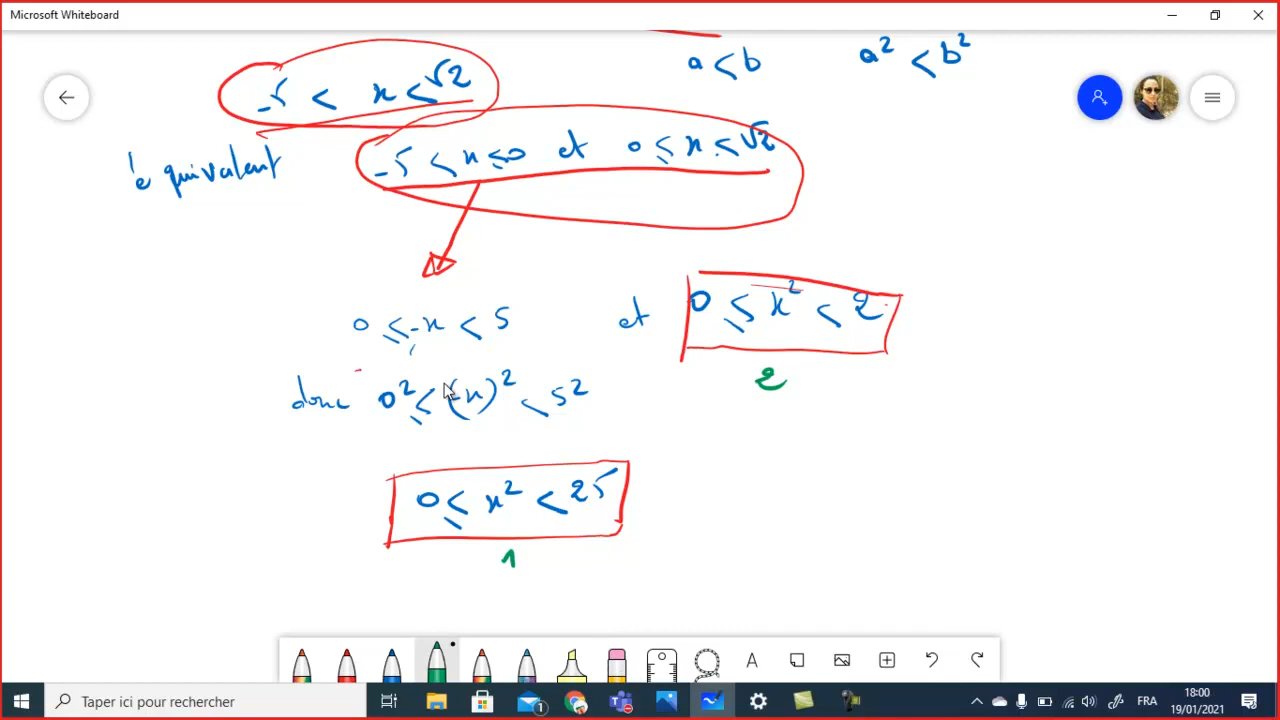 Microsoft Whiteboard
a < b a² < b²
-5 < x < √2
équivalent -5 < x ≤ 0 et 0 ≤ x < √2
0 ≤ -x < 5 et 0 ≤ x² < 2
2
donc 0² ≤ (-x)² < 5²
0 ≤ x² < 25
1
A
Taper ici pour rechercher
1
FRA
18:00
19/01/2021